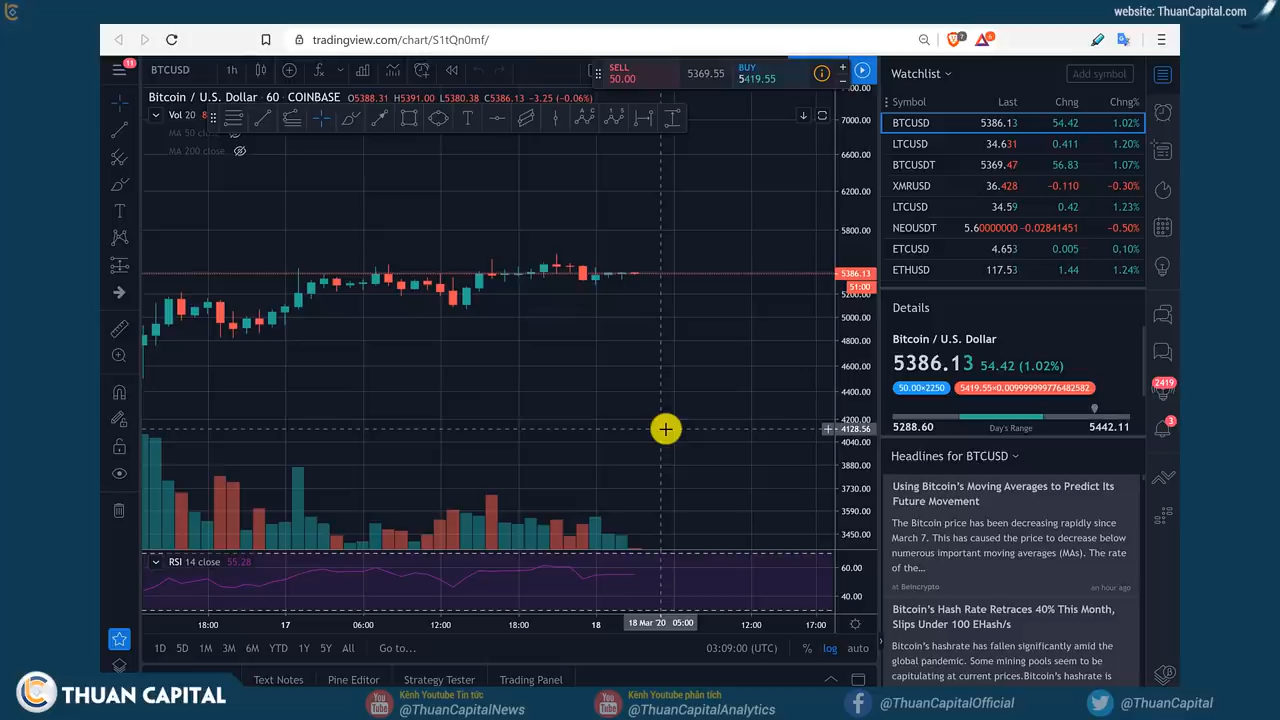 website: ThuanCapital.com
tradingview.com/chart/S1tQn0mf/
7
6
11
BTCUSD
1h
SELL
50.00
5369.55
BUY
5419.55
Watchlist
Add symbol
Bitcoin / U.S. Dollar 60 COINBASE O5388.31 H5391.00 L5380.38 C5386.13 -3.25 (-0.06%)
Vol 20 8
MA 50 close
MA 200 close
7000.00
6600.00
6200.00
5800.00
5386.13
51:00
5200.00
5000.00
4800.00
4600.00
4400.00
4200.00
4128.56
4040.00
3880.00
3730.00
3590.00
3450.00
RSI 14 close 55.28
60.00
40.00
18:00
17
06:00
12:00
18:00
18
18 Mar '20 05:00
12:00
17:00
1D 5D 1M 3M 6M YTD 1Y 5Y All Go to...
03:09:00 (UTC) % log auto
Text Notes Pine Editor Strategy Tester Trading Panel
Symbol Last Chng Chng%
BTCUSD 5386.13 54.42 1.02%
LTCUSD 34.631 0.411 1.20%
BTCUSDT 5369.47 56.83 1.07%
XMRUSD 36.428 -0.110 -0.30%
LTCUSD 34.59 0.42 1.23%
NEOUSDT 5.60000000 -0.02841451 -0.50%
ETCUSD 4.653 0.005 0.10%
ETHUSD 117.53 1.44 1.24%
Details
Bitcoin / U.S. Dollar
5386.13 54.42 (1.02%)
50.00×2250 5419.55×0.009999999776482582
5288.60 Day's Range 5442.11
2419
3
Headlines for BTCUSD
Using Bitcoin's Moving Averages to Predict Its
Future Movement
The Bitcoin price has been decreasing rapidly since
March 7. This has caused the price to decrease below
numerous important moving averages (MAs). The rate
of the...
at BeInCrypto an hour ago
Bitcoin's Hash Rate Retraces 40% This Month,
Slips Under 100 EHash/s
Bitcoin's hashrate has fallen significantly amid the
global pandemic. Some mining pools seem to be
capitulating at current prices.Bitcoin's hashrate is
THUAN CAPITAL
You Tube
Kênh Youtube Tin tức
@ThuanCapitalNews
You Tube
Kênh Youtube phân tích
@ThuanCapitalAnalytics
@ThuanCapitalOfficial
@ThuanCapital